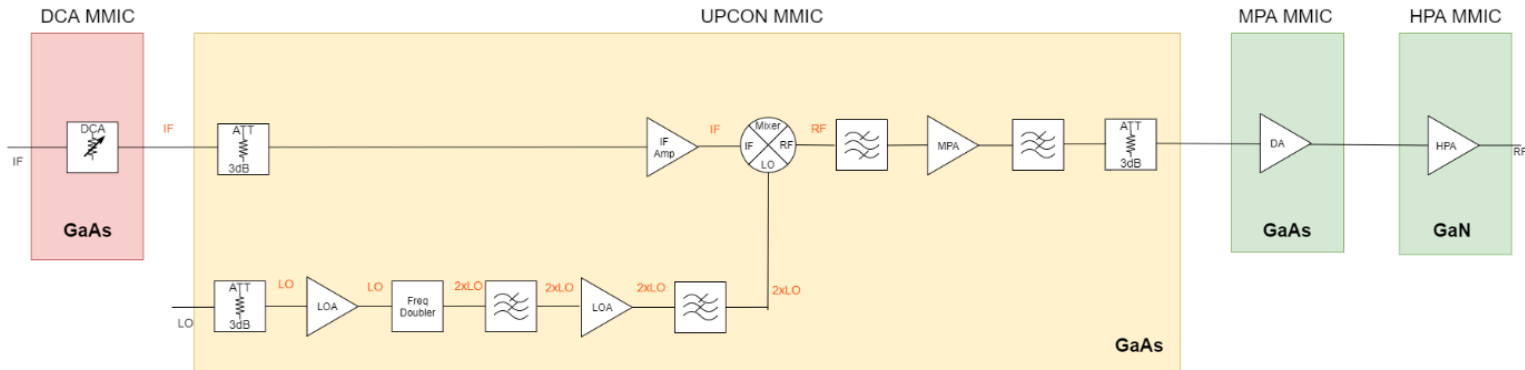 DCA MMIC
UPCON MMIC
MPA MMIC
HPA MMIC
DCA
IF
IF
ATT
3dB
IF
Amp
IF
Mixer
IF
RF
LO
RF
MPA
ATT
3dB
DA
HPA
RF
GaAs
GaAs
GaN
ATT
3dB
LO
LO
LOA
LO
Freq
Doubler
2xLO
2xLO
LOA
2xLO
2xLO
GaAs